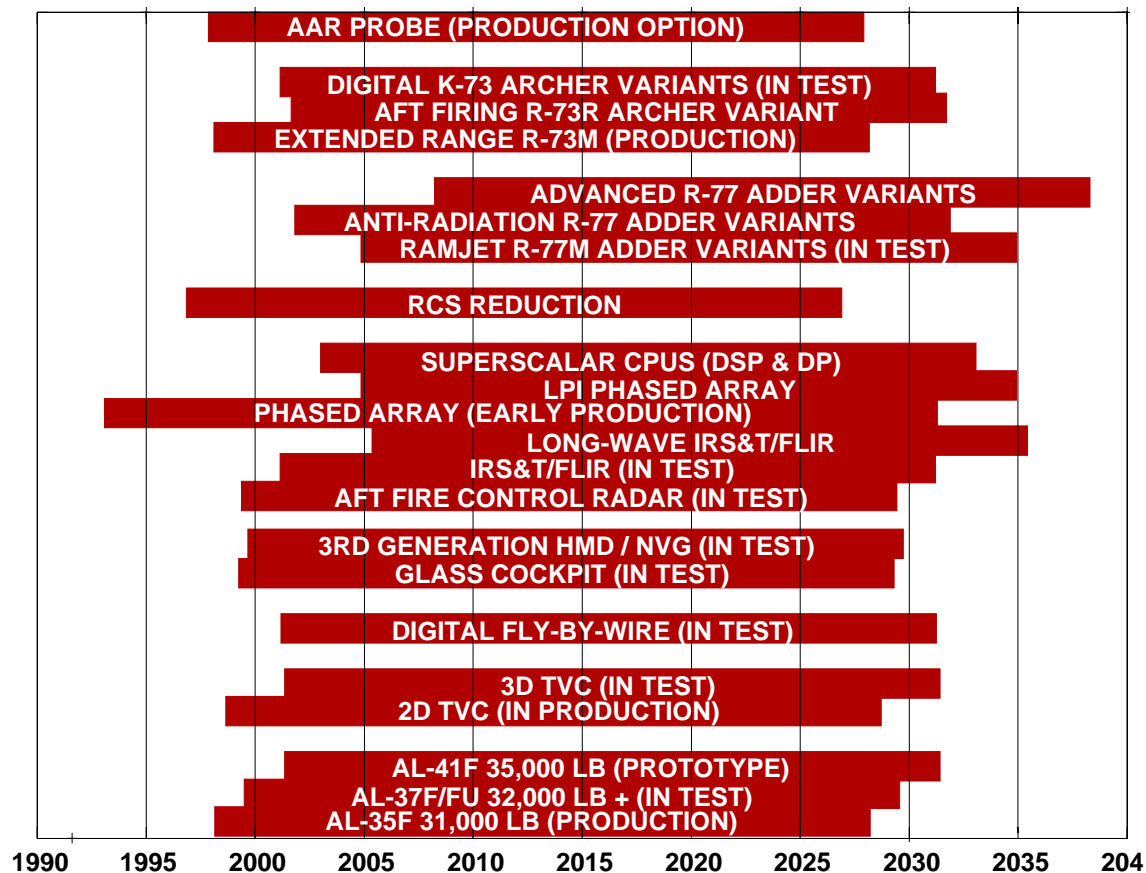 AAR PROBE (PRODUCTION OPTION)
DIGITAL K-73 ARCHER VARIANTS (IN TEST)
AFT FIRING R-73R ARCHER VARIANT
EXTENDED RANGE R-73M (PRODUCTION)
ADVANCED R-77 ADDER VARIANTS
ANTI-RADIATION R-77 ADDER VARIANTS
RAMJET R-77M ADDER VARIANTS (IN TEST)
RCS REDUCTION
SUPERSCALAR CPUS (DSP & DP)
LPI PHASED ARRAY
PHASED ARRAY (EARLY PRODUCTION)
LONG-WAVE IRS&T/FLIR
IRS&T/FLIR (IN TEST)
AFT FIRE CONTROL RADAR (IN TEST)
3RD GENERATION HMD / NVG (IN TEST)
GLASS COCKPIT (IN TEST)
DIGITAL FLY-BY-WIRE (IN TEST)
3D TVC (IN TEST)
2D TVC (IN PRODUCTION)
AL-41F 35,000 LB (PROTOTYPE)
AL-37F/FU 32,000 LB + (IN TEST)
AL-35F 31,000 LB (PRODUCTION)
1990 1995 2000 2005 2010 2015 2020 2025 2030 2035 204